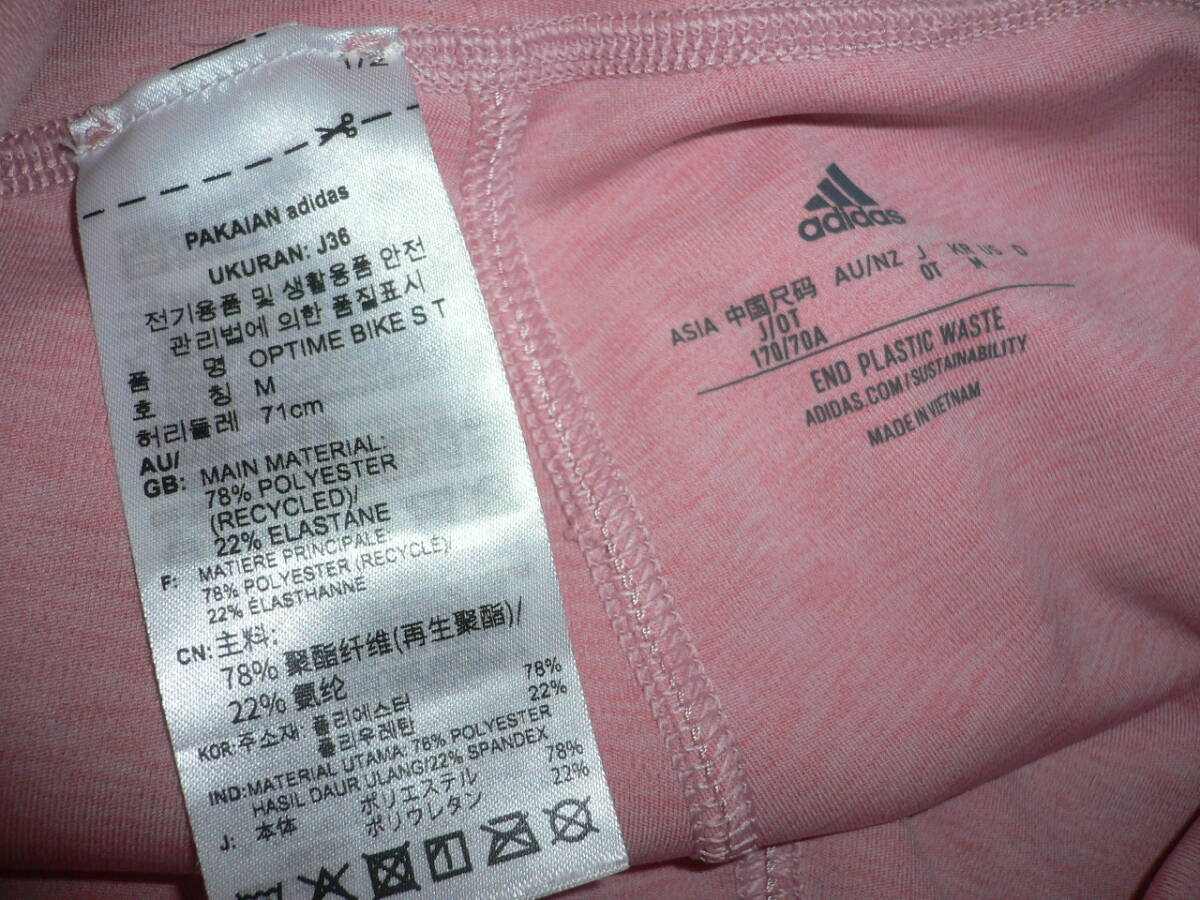 PAKAIAN adidas
UKURAN: J36
전기용품 및 생활용품 안전
관리법에 의한 품질표시
품 명 OPTIME BIKE S T
호 칭 M
허리둘레 71cm
AU/
GB: MAIN MATERIAL:
78% POLYESTER
(RECYCLED)/
22% ELASTANE
F: MATIERE PRINCIPALE:
78% POLYESTER (RECYCLÉ)/
22% ÉLASTHANNE
CN: 主料:
78% 聚酯纤维(再生聚酯)/
22% 氨纶
KOR: 주소재 폴리에스터 78%
폴리우레탄 22%
IND: MATERIAL UTAMA: 78% POLYESTER
HASIL DAUR ULANG/22% SPANDEX
J: 本体 ポリエステル 78%
ポリウレタン 22%
adidas
ASIA 中国尺码 AU/NZ J KR US
J/OT OT M
170/70A
END PLASTIC WASTE
ADIDAS.COM/SUSTAINABILITY
MADE IN VIETNAM